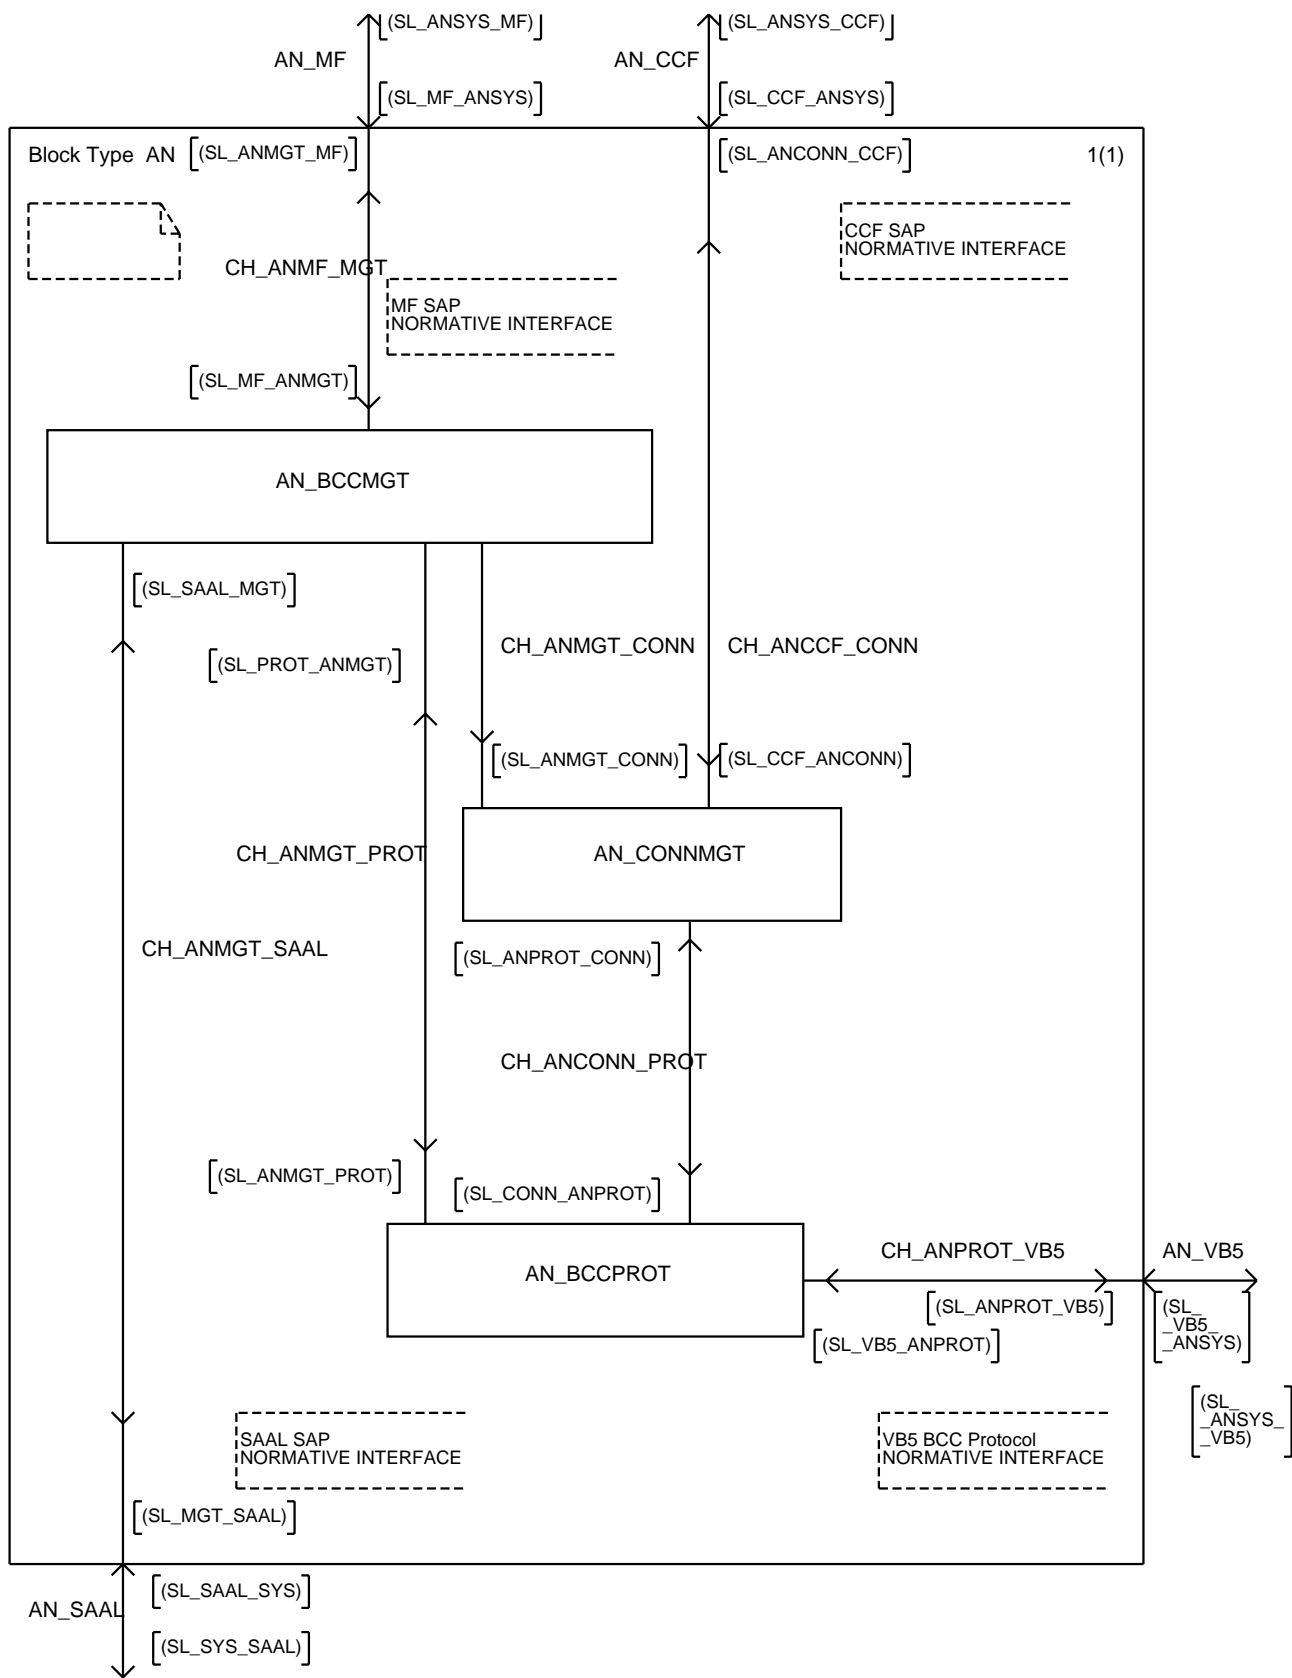 (SL_ANSYS_MF)
(SL_ANSYS_CCF)
AN_MF
AN_CCF
(SL_MF_ANSYS)
(SL_CCF_ANSYS)
Block Type AN
(SL_ANMGT_MF)
(SL_ANCONN_CCF)
1(1)
CCF SAP
NORMATIVE INTERFACE
CH_ANMF_MGT
MF SAP
NORMATIVE INTERFACE
(SL_MF_ANMGT)
AN_BCCMGT
(SL_SAAL_MGT)
CH_ANMGT_CONN
CH_ANCCF_CONN
(SL_PROT_ANMGT)
(SL_ANMGT_CONN)
(SL_CCF_ANCONN)
CH_ANMGT_PROT
AN_CONNMGT
CH_ANMGT_SAAL
(SL_ANPROT_CONN)
CH_ANCONN_PROT
(SL_ANMGT_PROT)
(SL_CONN_ANPROT)
AN_BCCPROT
CH_ANPROT_VB5
AN_VB5
(SL_ANPROT_VB5)
(SL_
_VB5_
_ANSYS)
(SL_VB5_ANPROT)
(SL_
_ANSYS_
_VB5)
SAAL SAP
NORMATIVE INTERFACE
VB5 BCC Protocol
NORMATIVE INTERFACE
(SL_MGT_SAAL)
(SL_SAAL_SYS)
AN_SAAL
(SL_SYS_SAAL)